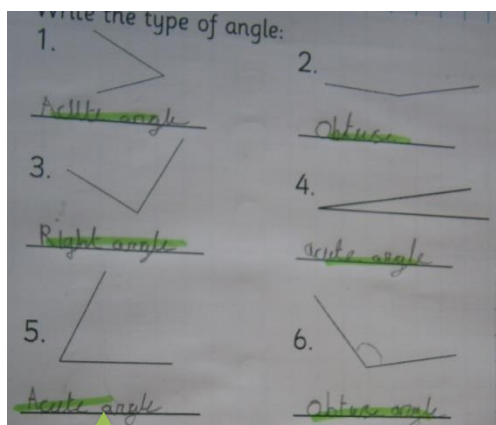 Write the type of angle:
1.
2.
Acute angle
Obtuse
3.
4.
Right angle
acute angle
5.
6.
Acute angle
Obtuse angle